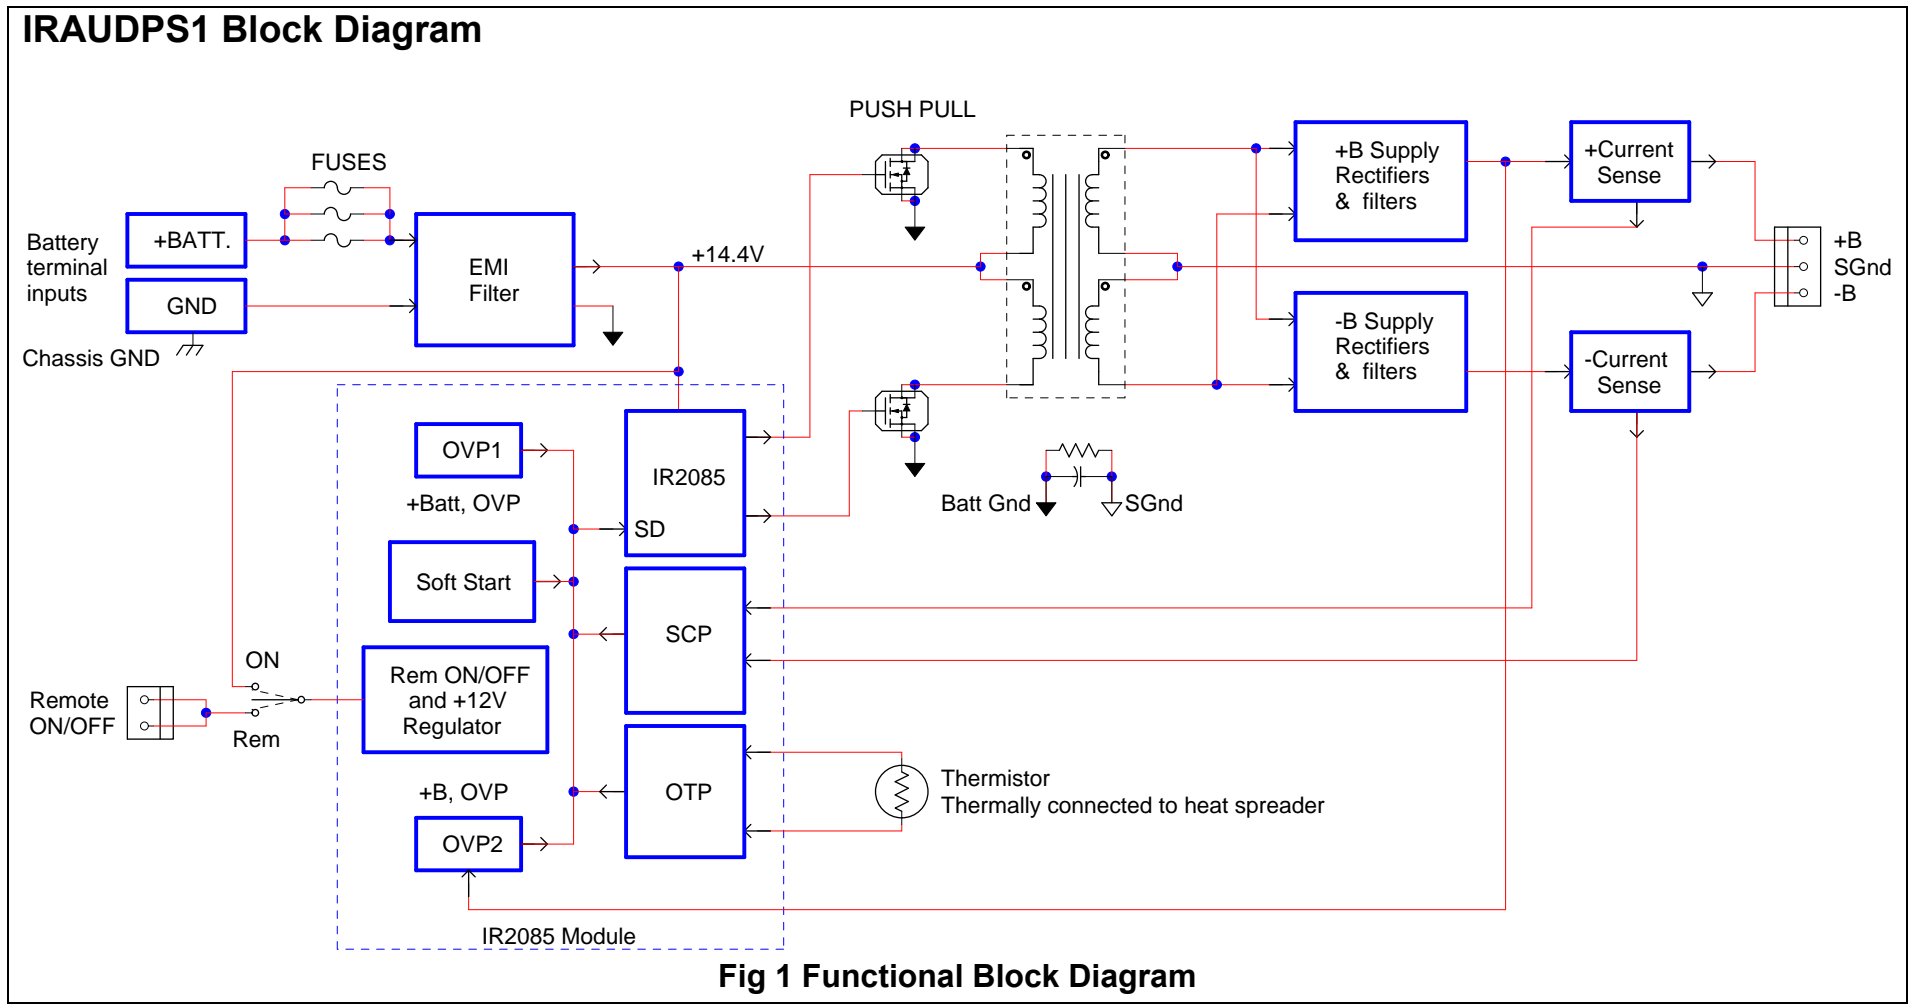 IRAUDPS1 Block Diagram
PUSH PULL
FUSES
Battery
terminal
inputs
+BATT.
GND
Chassis GND
EMI
Filter
+14.4V
+B Supply
Rectifiers
& filters
-B Supply
Rectifiers
& filters
+Current
Sense
-Current
Sense
+B
SGnd
-B
OVP1
+Batt, OVP
IR2085
SD
Batt Gnd
SGnd
Soft Start
SCP
ON
Remote
ON/OFF
Rem
Rem ON/OFF
and +12V
Regulator
+B, OVP
OVP2
OTP
Thermistor
Thermally connected to heat spreader
IR2085 Module
Fig 1 Functional Block Diagram